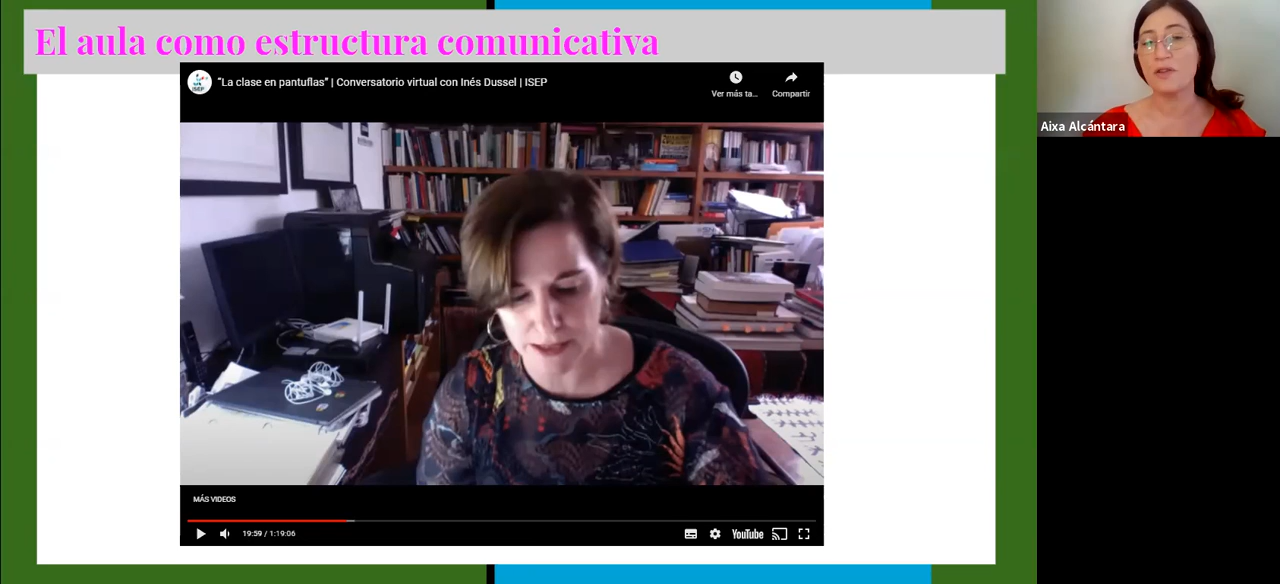 El aula como estructura comunicativa
ISEP
"La clase en pantuflas" | Conversatorio virtual con Inés Dussel | ISEP
Ver más ta...
Compartir
Aixa Alcántara
MÁS VIDEOS
19:59 / 1:19:06
YouTube